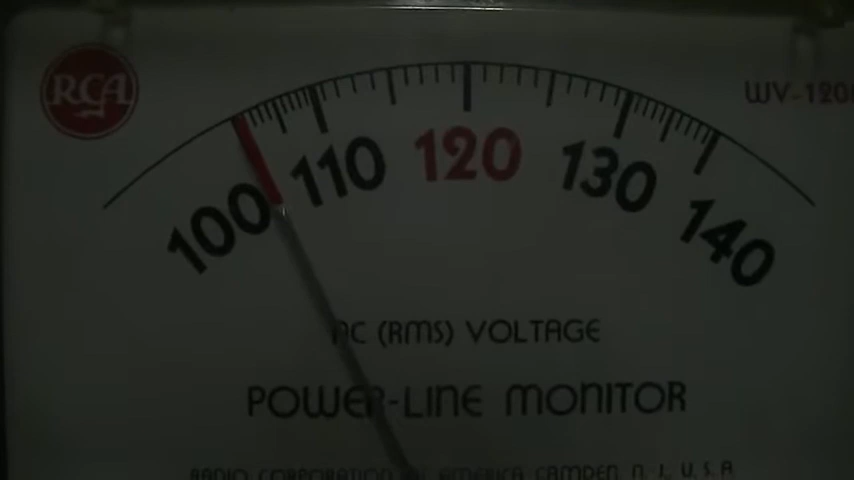 RCA
WV-120
100 110 120 130 140
AC (RMS) VOLTAGE
POWER-LINE MONITOR
RADIO CORPORATION OF AMERICA CAMDEN, N. J., U. S. A.